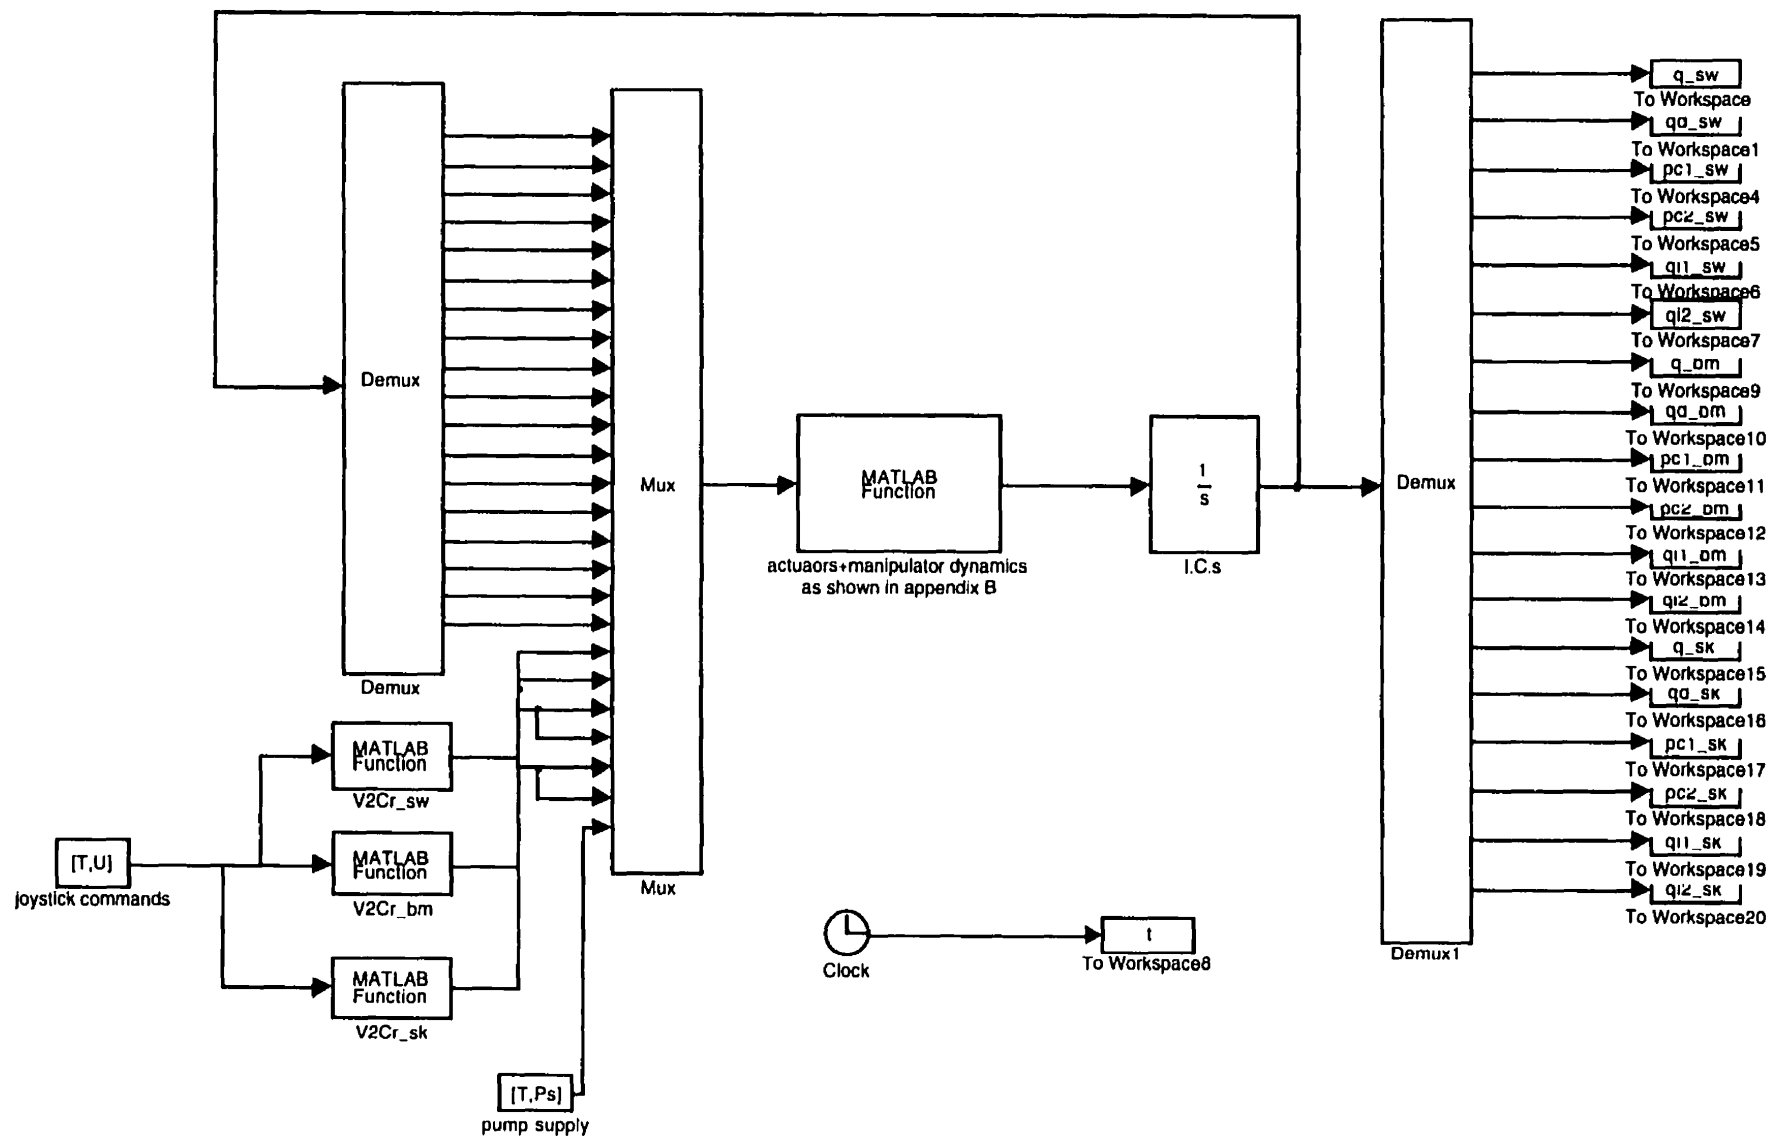 Demux
Demux
Mux
Mux
MATLAB
Function
V2Cr_sw
MATLAB
Function
V2Cr_bm
MATLAB
Function
V2Cr_sk
[T,U]
joystick commands
[T,Ps]
pump supply
MATLAB
Function
actuaors+manipulator dynamics
as shown in appendix B
1
s
I.C.s
Clock
t
To Workspace8
Demux
Demux1
q_sw
To Workspace
qd_sw
To Workspace1
pc1_sw
To Workspace4
pc2_sw
To Workspace5
ql1_sw
To Workspace6
ql2_sw
To Workspace7
q_bm
To Workspace9
qd_bm
To Workspace10
pc1_bm
To Workspace11
pc2_bm
To Workspace12
ql1_bm
To Workspace13
ql2_bm
To Workspace14
q_sk
To Workspace15
qd_sk
To Workspace16
pc1_sk
To Workspace17
pc2_sk
To Workspace18
ql1_sk
To Workspace19
ql2_sk
To Workspace20